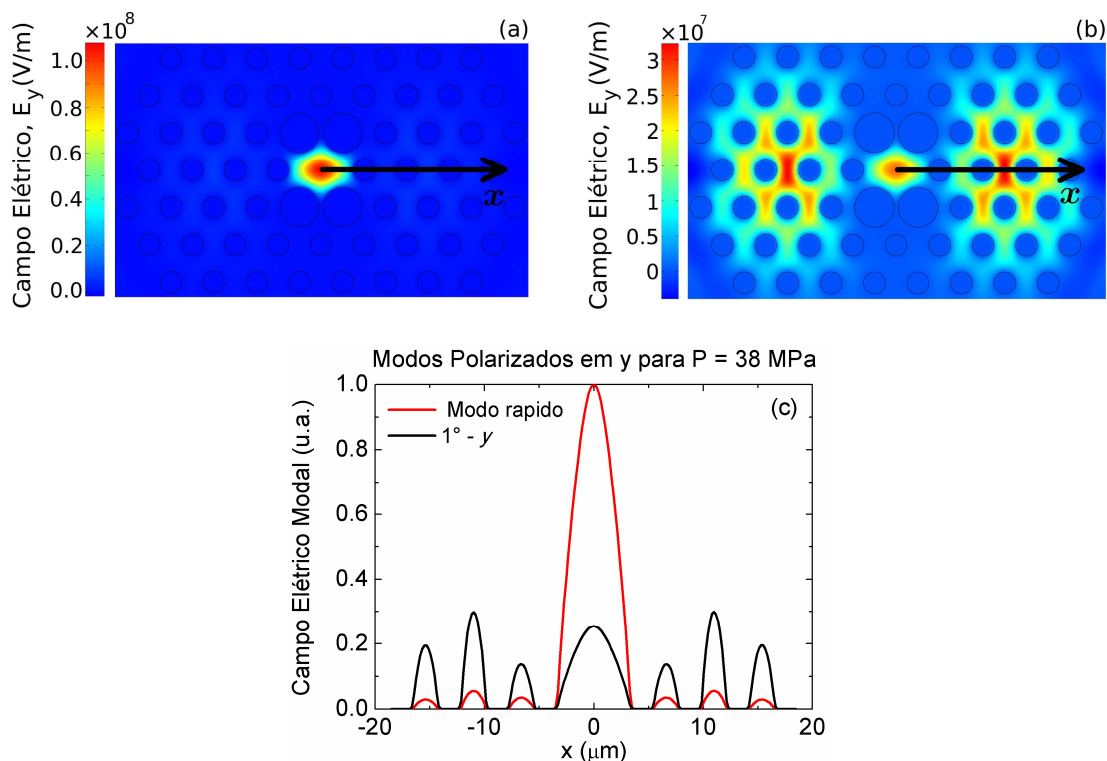 ×10⁸
(a)
Campo Elétrico, E_y (V/m)
1.0
0.8
0.6
0.4
0.2
0.0
x
×10⁷
(b)
Campo Elétrico, E_y (V/m)
3
2.5
2
1.5
1
0.5
0
x
Modos Polarizados em y para P = 38 MPa
(c)
Modo rapido
1° - y
Campo Elétrico Modal (u.a.)
1.0
0.8
0.6
0.4
0.2
0.0
-20
-10
0
10
20
x (μm)